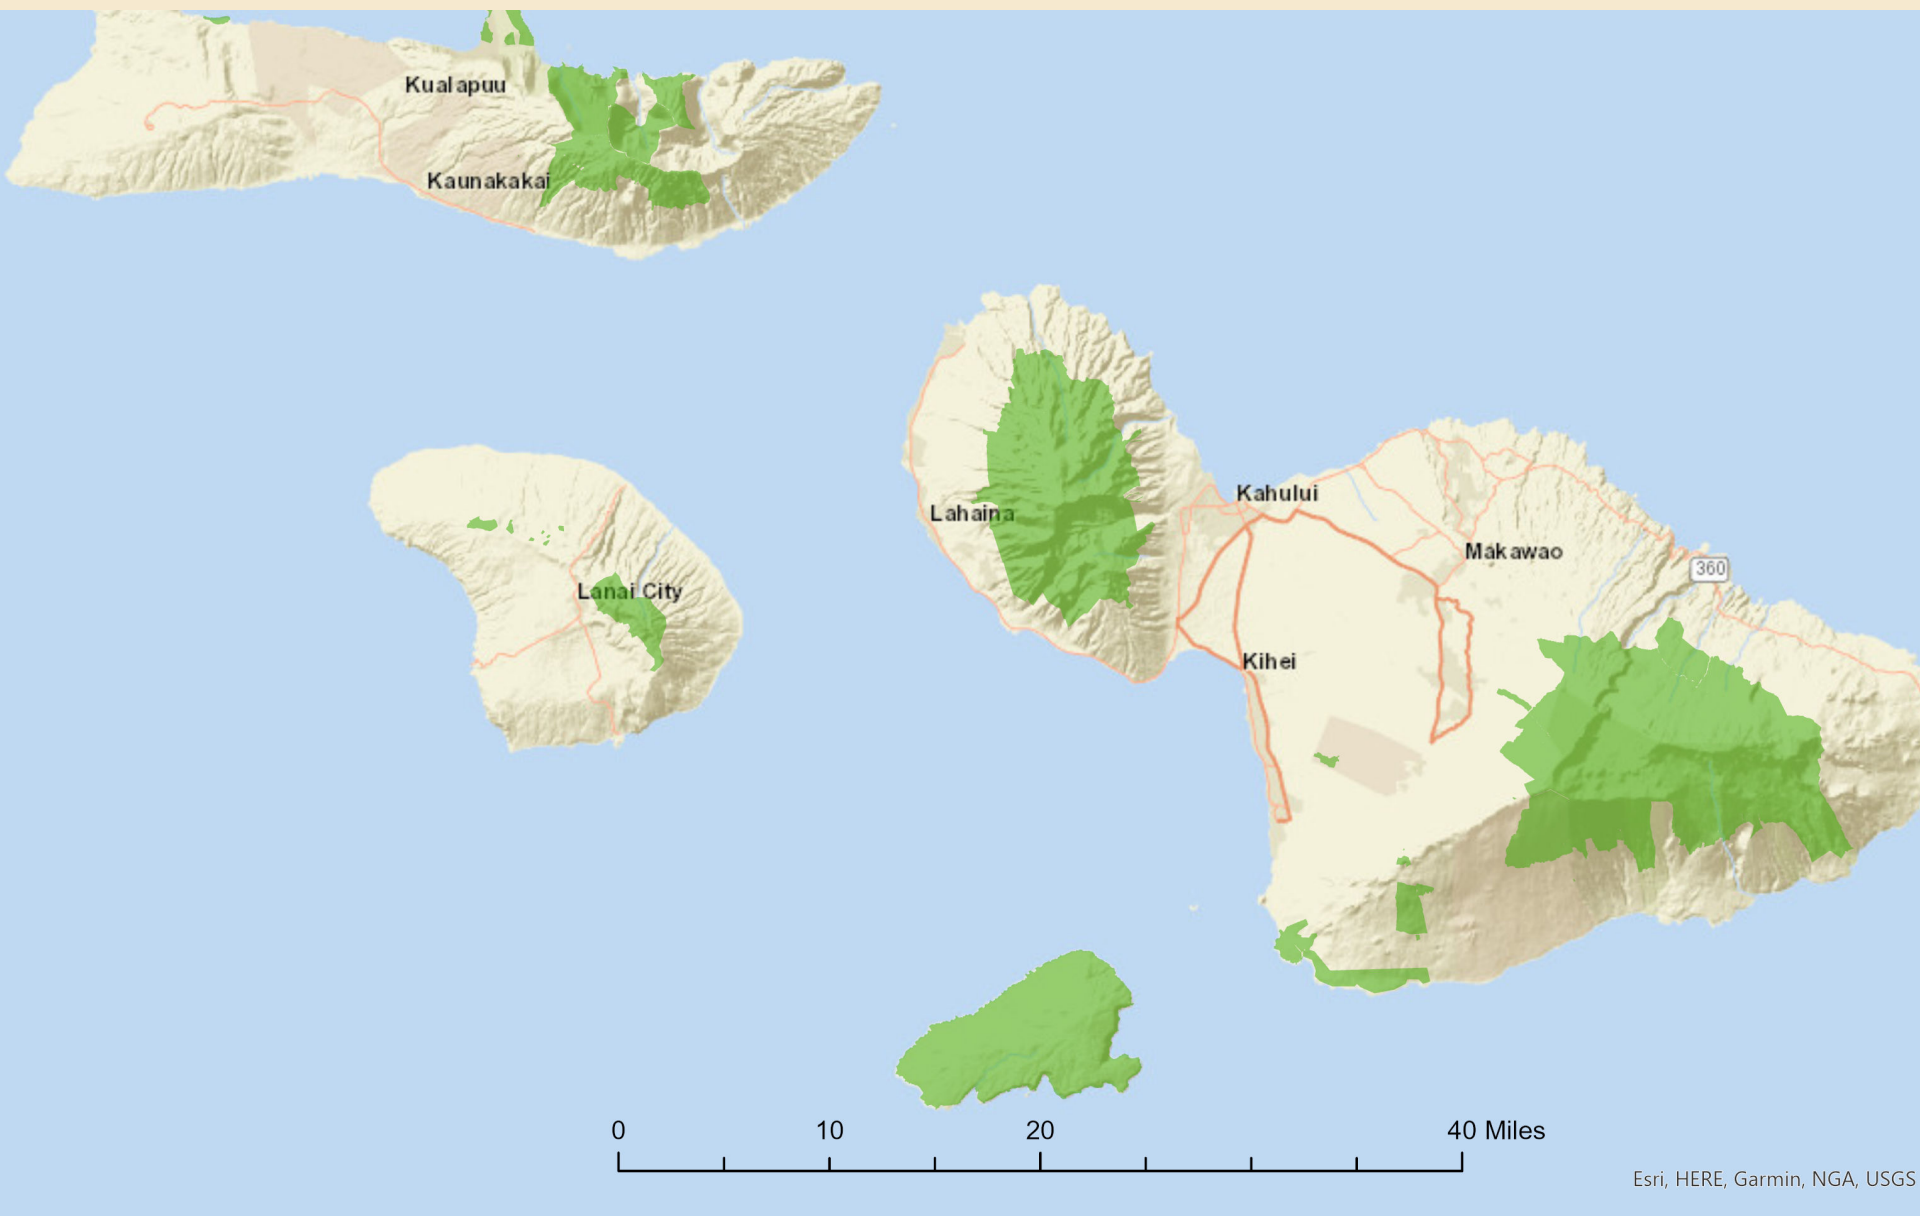 Kualapuu
Kaunakakai
Kahului
Lahaina
Makawao
360
Lanai City
Kihei
0 10 20 40 Miles
Esri, HERE, Garmin, NGA, USGS